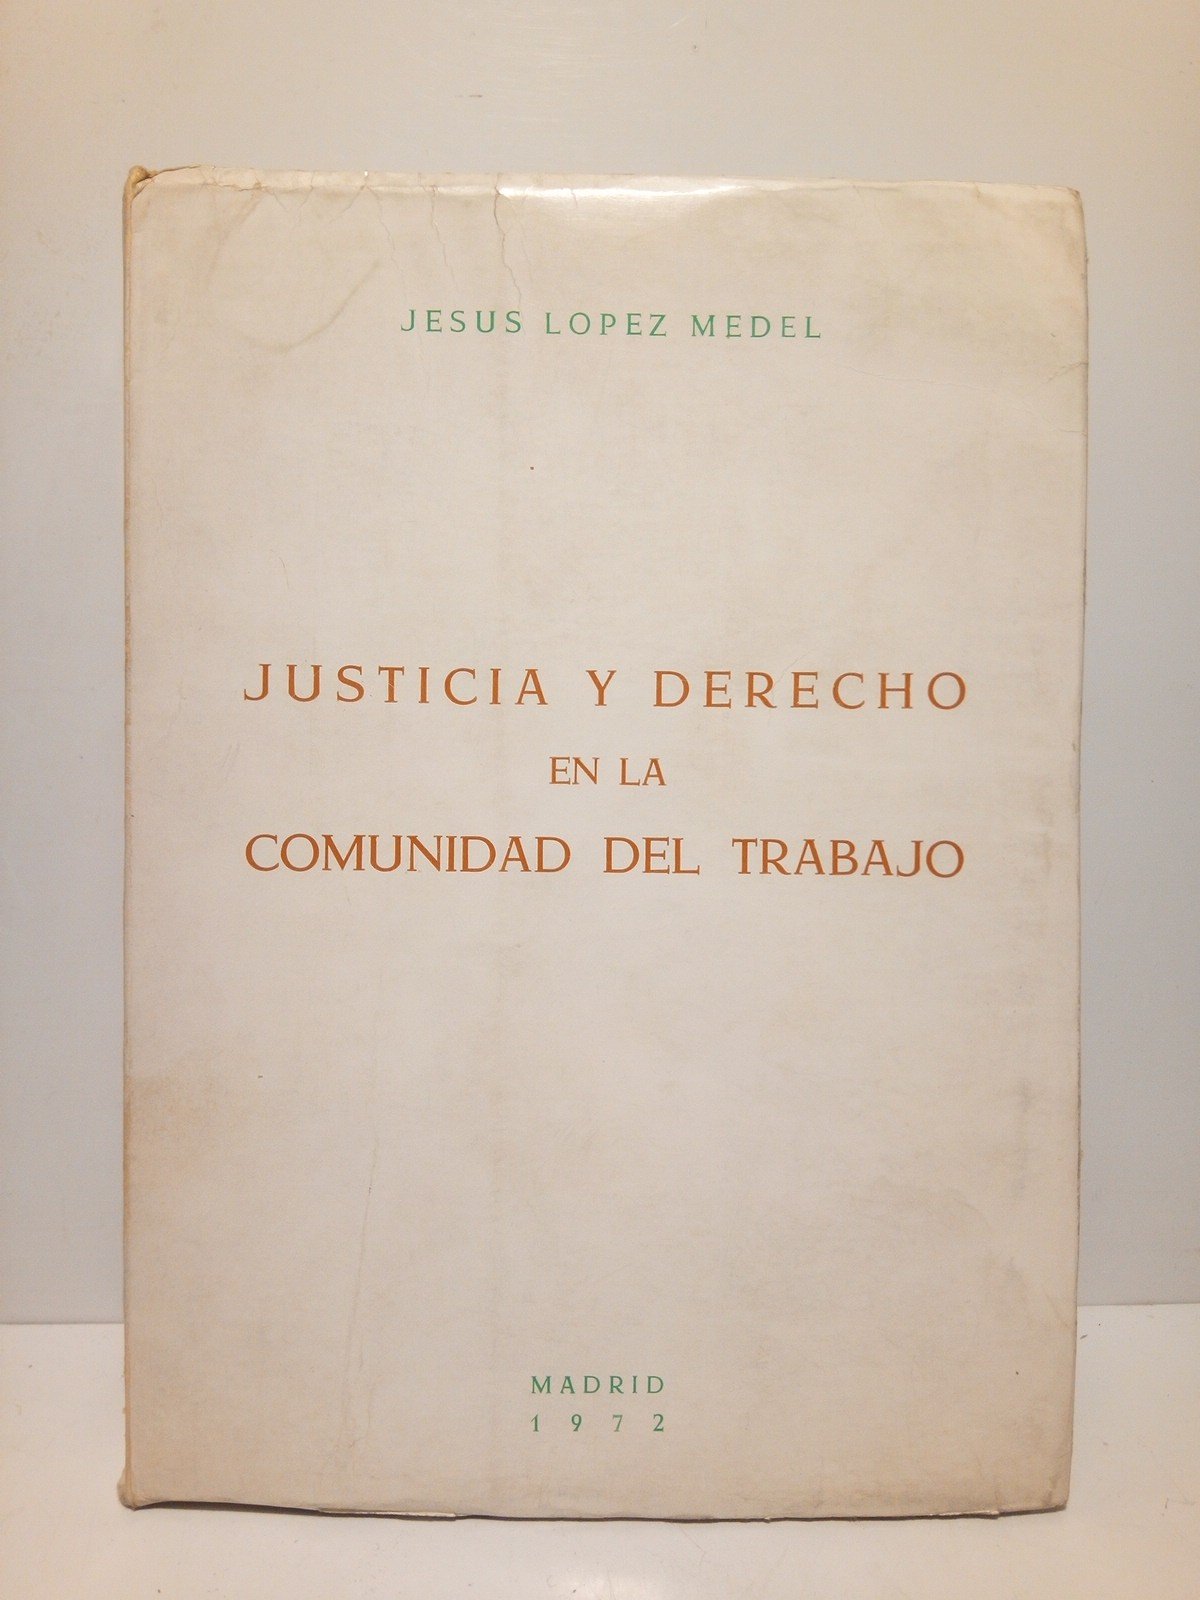 JESUS LOPEZ MEDEL
JUSTICIA Y DERECHO
EN LA
COMUNIDAD DEL TRABAJO
MADRID
1972